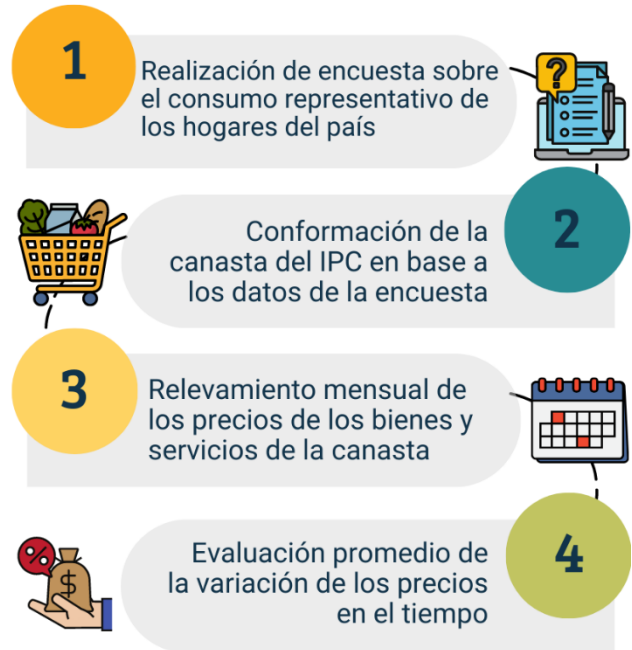 1
Realización de encuesta sobre
el consumo representativo de
los hogares del país
?
Conformación de la
canasta del IPC en base a
los datos de la encuesta
2
3
Relevamiento mensual de
los precios de los bienes y
servicios de la canasta
%
$
Evaluación promedio de
la variación de los precios
en el tiempo
4